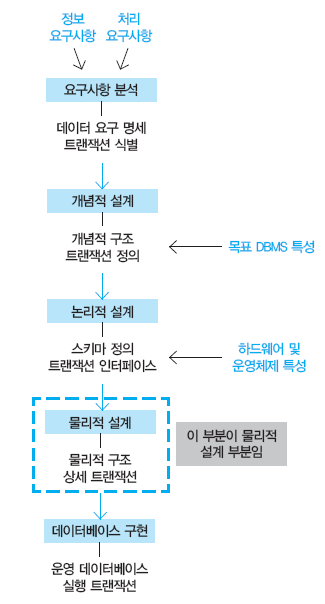 정보
요구사항
처리
요구사항
요구사항 분석
데이터 요구 명세
트랜잭션 식별
개념적 설계
개념적 구조
트랜잭션 정의
목표 DBMS 특성
논리적 설계
스키마 정의
트랜잭션 인터페이스
하드웨어 및
운영체제 특성
물리적 설계
물리적 구조
상세 트랜잭션
이 부분이 물리적
설계 부분임
데이터베이스 구현
운영 데이터베이스
실행 트랜잭션